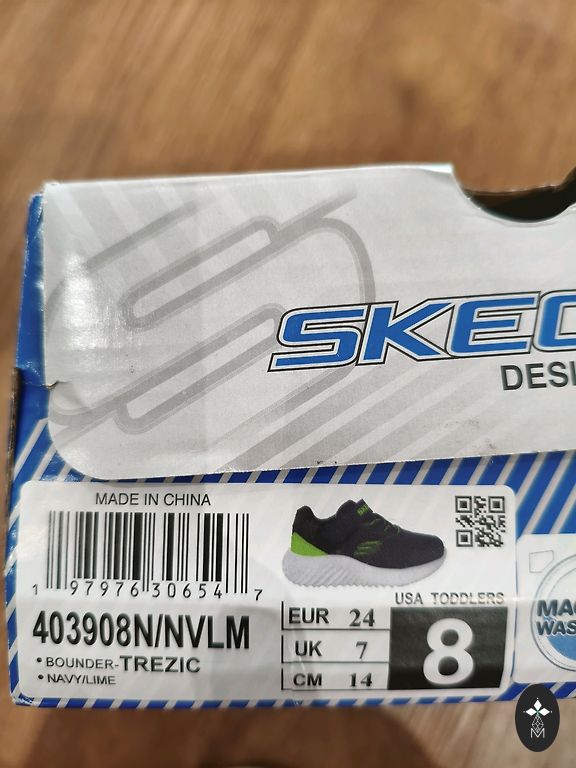 SKEC
DESI
MADE IN CHINA
1 97976 30654 7
403908N/NVLM
• BOUNDER-TREZIC
• NAVY/LIME
USA TODDLERS
EUR 24
UK 7
CM 14
8
WAS